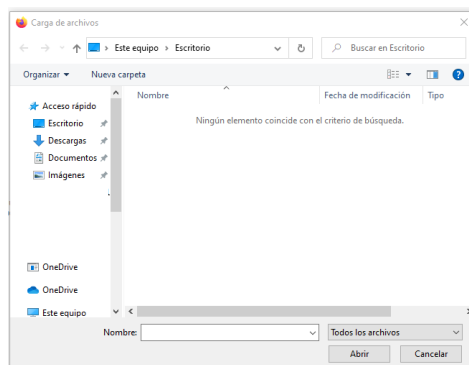 Carga de archivos
Este equipo > Escritorio
Buscar en Escritorio
Organizar
Nueva carpeta
Nombre
Fecha de modificación
Tipo
Acceso rápido
Ningún elemento coincide con el criterio de búsqueda.
Escritorio
Descargas
Documentos
Imágenes
OneDrive
OneDrive
Este equipo
Nombre:
Todos los archivos
Abrir
Cancelar